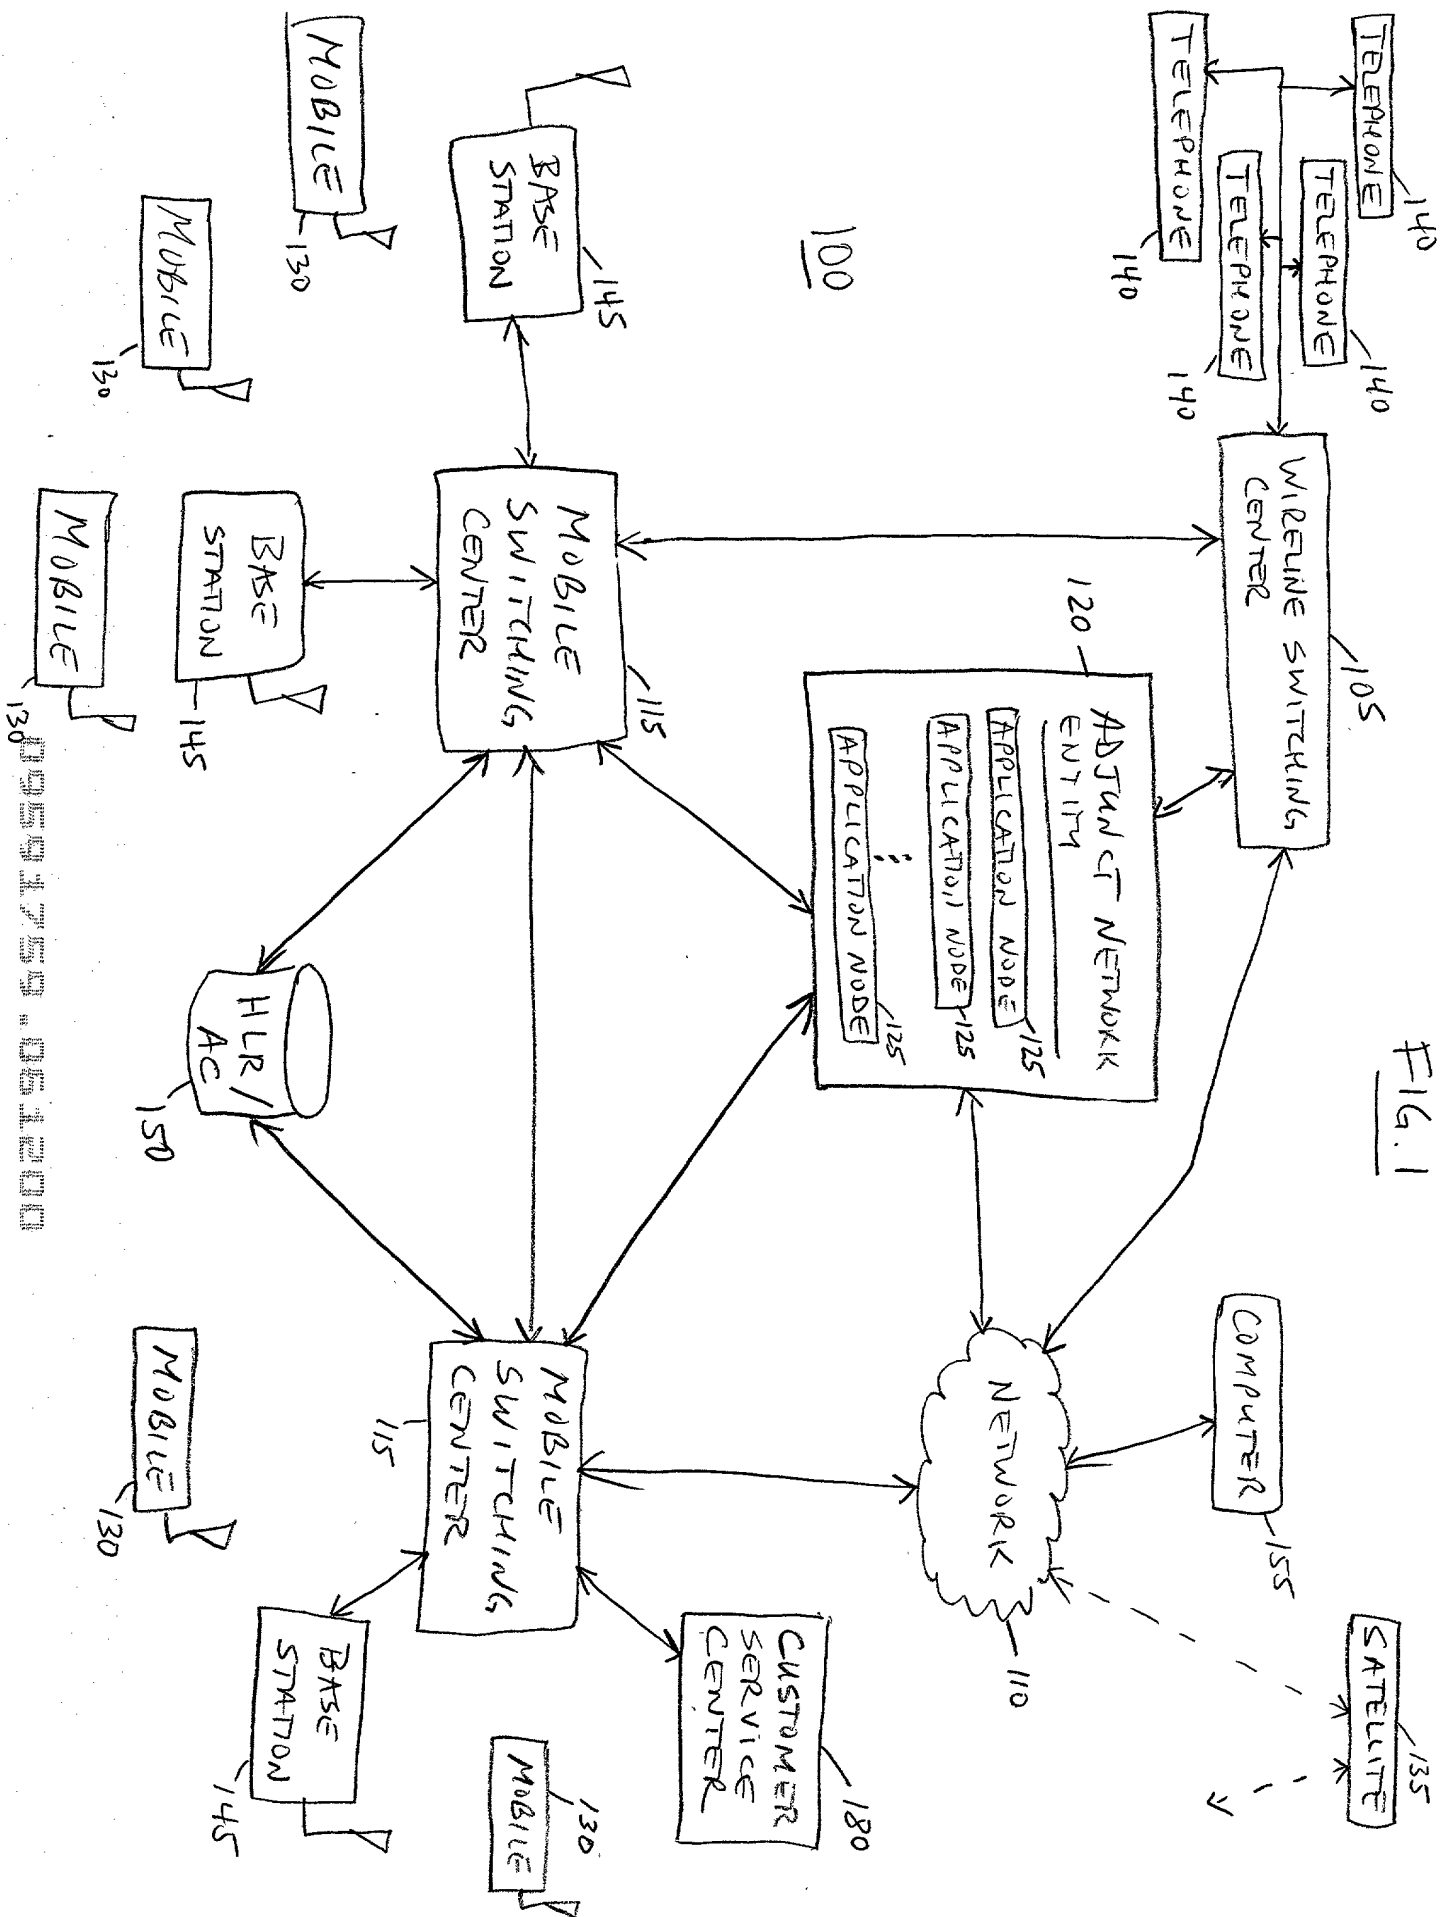 FIG. 1
TELEPHONE
140
TELEPHONE
140
TELEPHONE
140
TELEPHONE
140
WIRELINE SWITCHING
CENTER
105
COMPUTER
155
SATELLITE
135
100
120
ADJUNCT NETWORK
ENTITY
APPLICATION NODE
125
APPLICATION NODE
125
APPLICATION NODE
125
NETWORK
110
BASE
STATION
145
MOBILE
SWITCHING
CENTER
115
MOBILE
SWITCHING
CENTER
115
CUSTOMER
SERVICE
CENTER
180
MOBILE
130
MOBILE
130
MOBILE
130
BASE
STATION
145
HLR/
AC
150
MOBILE
130
BASE
STATION
145
MOBILE
130
09591759.061200